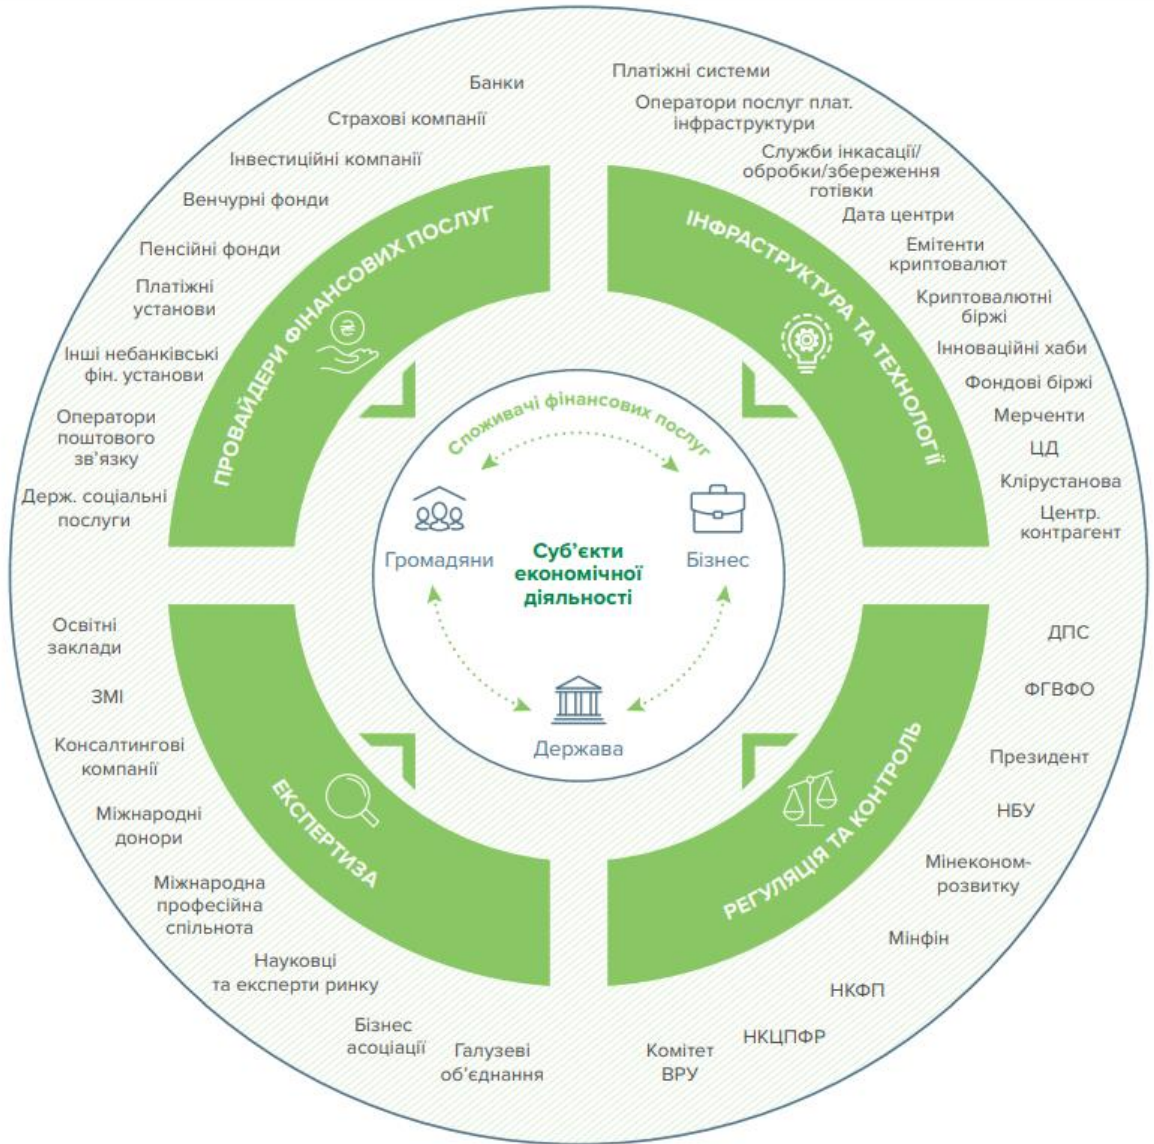 Банки
Страхові компанії
Інвестиційні компанії
Венчурні фонди
Пенсійні фонди
Платіжні
установи
Інші небанківські
фін. установи
Оператори
поштового
зв’язку
Держ. соціальні
послуги
ПРОВАЙДЕРИ ФІНАНСОВИХ ПОСЛУГ
Платіжні системи
Оператори послуг плат.
інфраструктури
Служби інкасації/
обробки/збереження
готівки
Дата центри
Емітенти
криптовалют
Криптовалютні
біржі
Інноваційні хаби
Фондові біржі
Мерченти
ЦД
Клірустанова
Центр.
контрагент
ІНФРАСТРУКТУРА ТА ТЕХНОЛОГІЇ
Споживачі фінансових послуг
Громадяни
Суб’єкти
економічної
діяльності
Бізнес
Держава
Освітні
заклади
ЗМІ
Консалтингові
компанії
Міжнародні
донори
Міжнародна
професійна
спільнота
Науковці
та експерти ринку
Бізнес
асоціації
Галузеві
об’єднання
ЕКСПЕРТИЗА
ДПС
ФГВФО
Президент
НБУ
Мінеконом-
розвитку
Мінфін
НКФП
НКЦПФР
Комітет
ВРУ
РЕГУЛЯЦІЯ ТА КОНТРОЛЬ